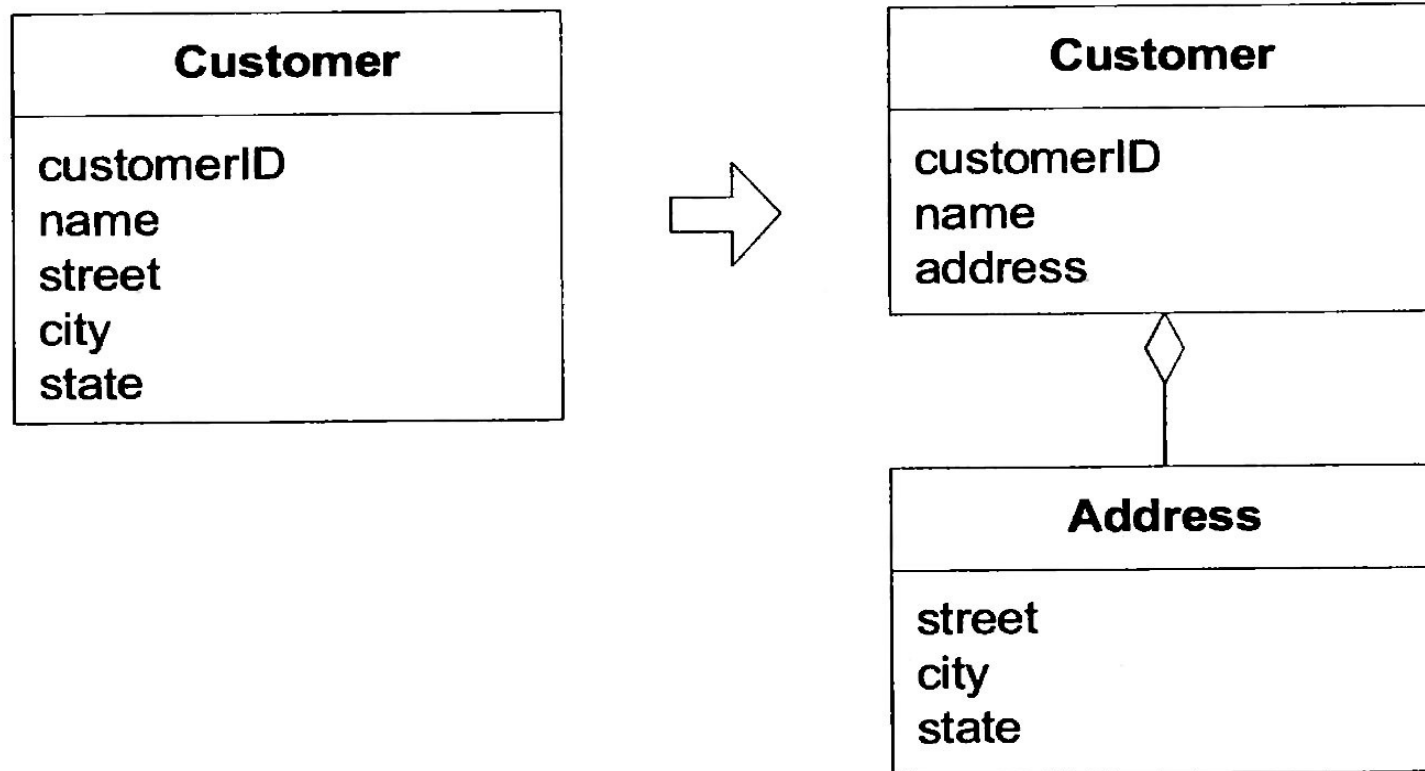 Customer
customerID
name
street
city
state
Customer
customerID
name
address
Address
street
city
state